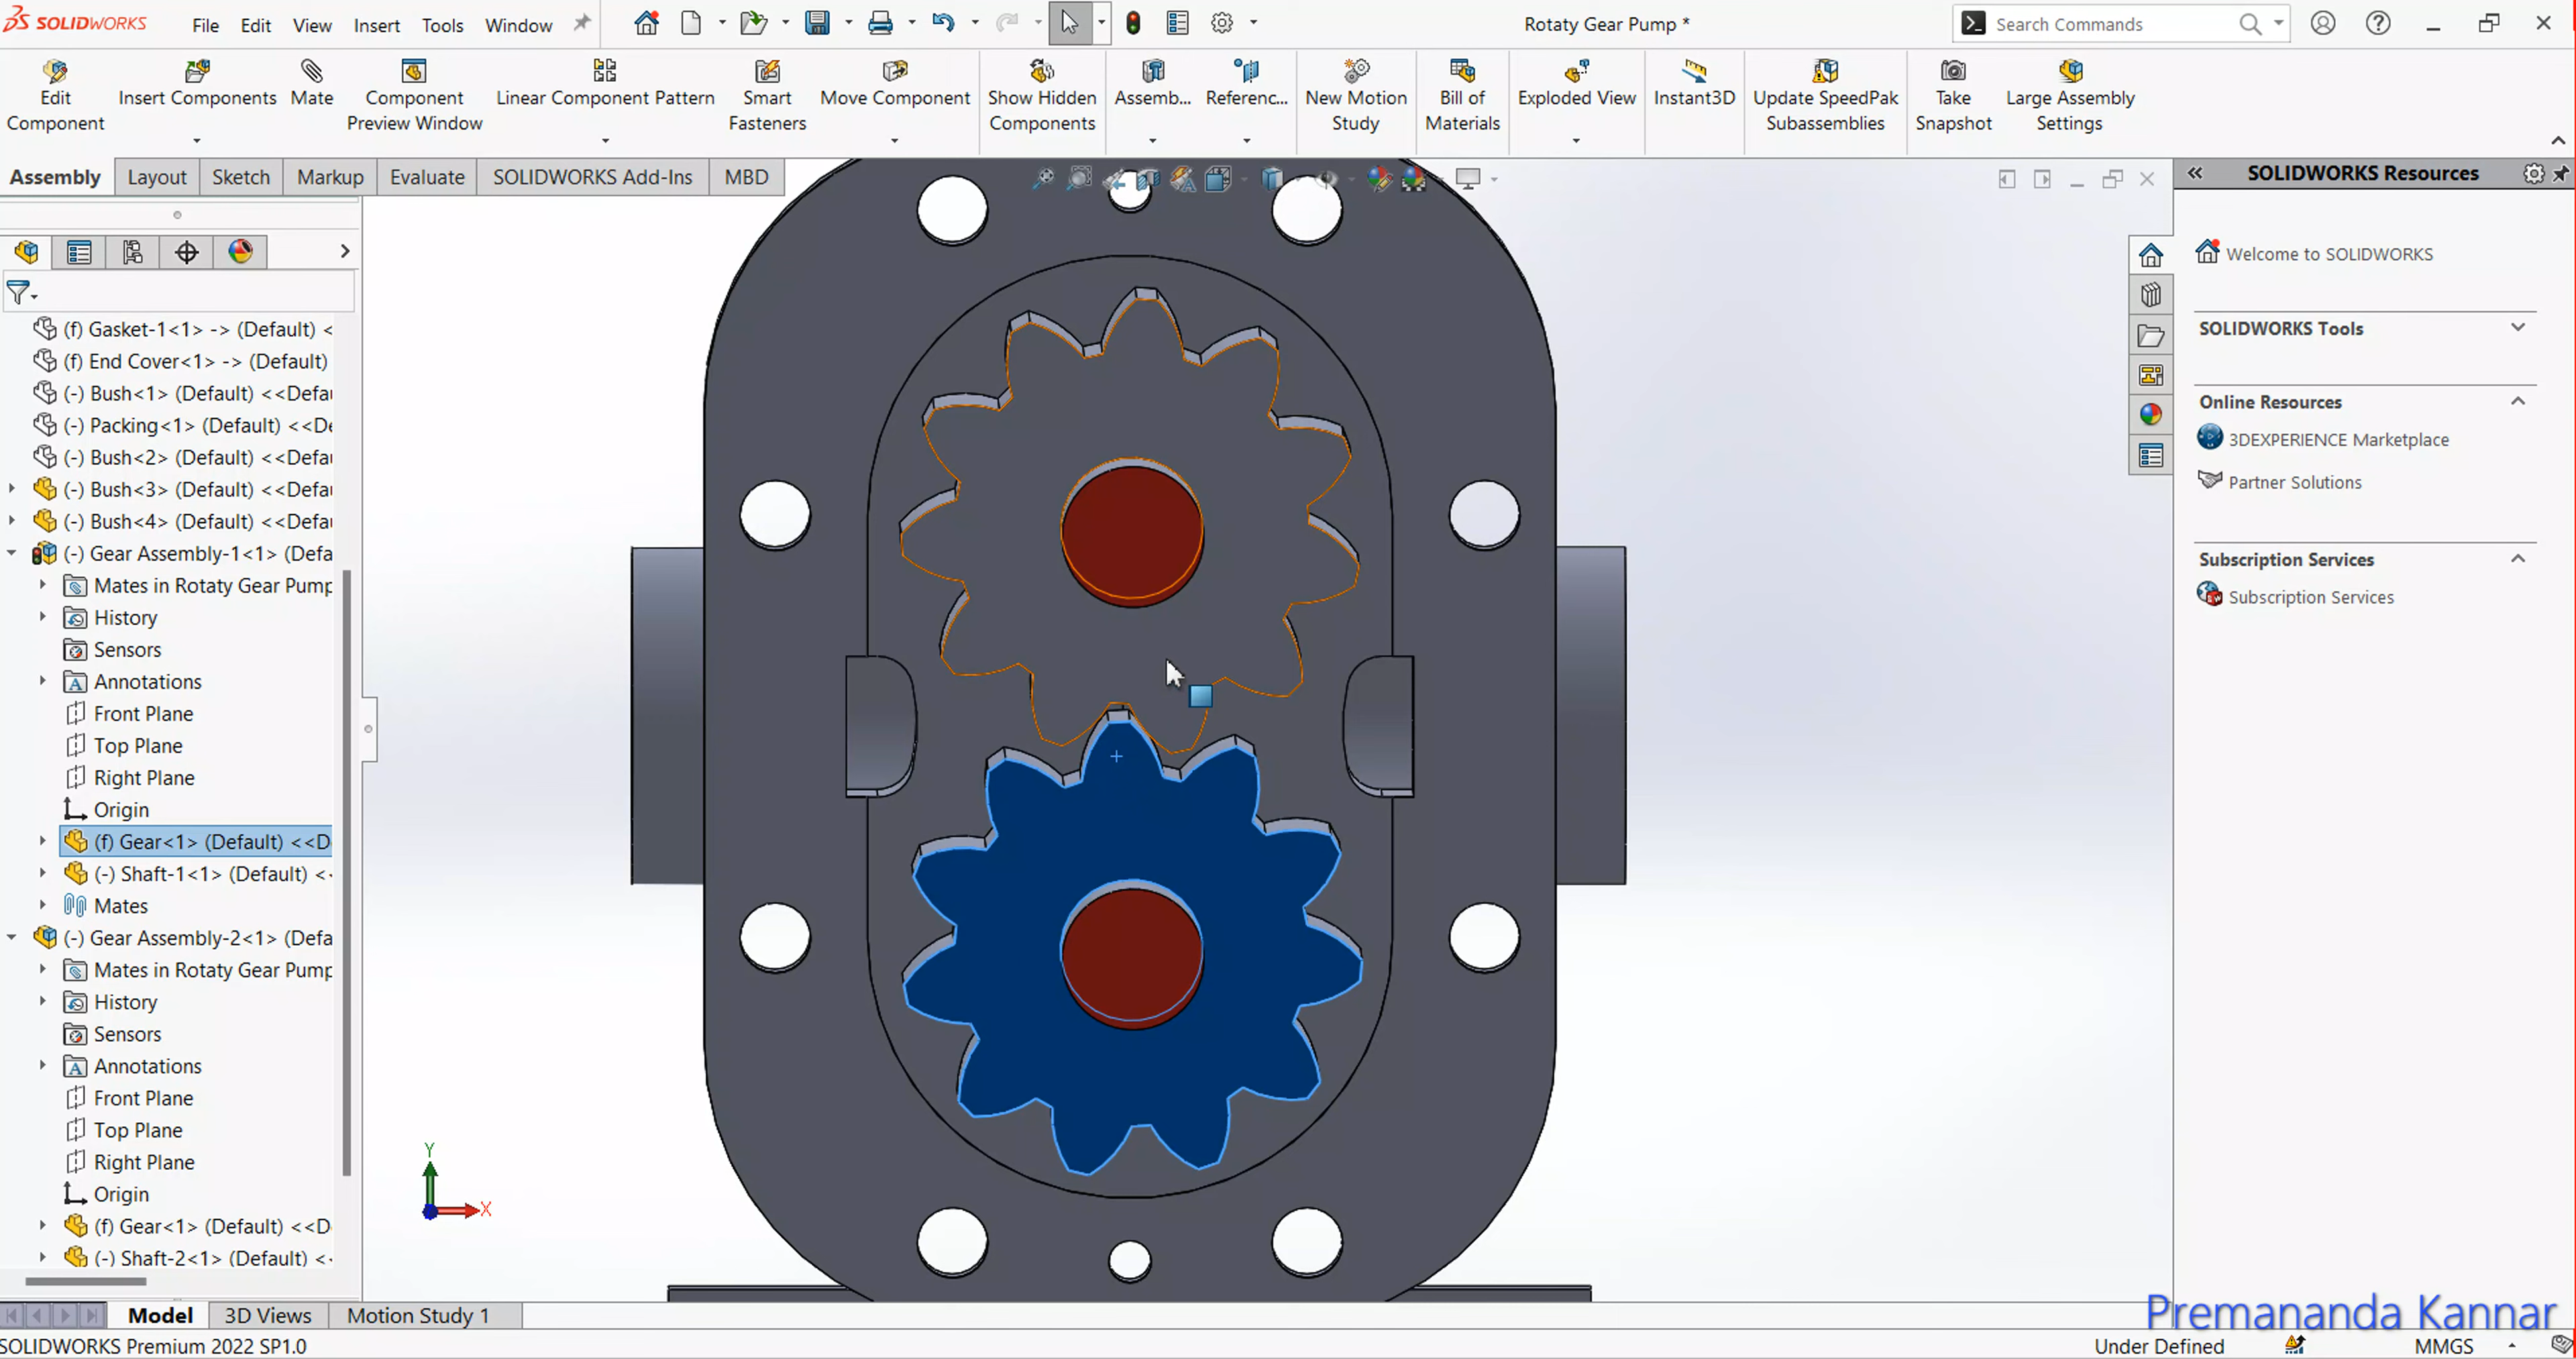 SOLIDWORKS
File Edit View Insert Tools Window
Rotaty Gear Pump *
Search Commands
Edit Component
Insert Components
Mate
Component Preview Window
Linear Component Pattern
Smart Fasteners
Move Component
Show Hidden Components
Assemb...
Referenc...
New Motion Study
Bill of Materials
Exploded View
Instant3D
Update SpeedPak Subassemblies
Take Snapshot
Large Assembly Settings
Assembly Layout Sketch Markup Evaluate SOLIDWORKS Add-Ins MBD
(f) Gasket-1<1> -> (Default) <
(f) End Cover<1> -> (Default)
(-) Bush<1> (Default) <<Defau
(-) Packing<1> (Default) <<De
(-) Bush<2> (Default) <<Defau
(-) Bush<3> (Default) <<Defau
(-) Bush<4> (Default) <<Defau
(-) Gear Assembly-1<1> (Defa
Mates in Rotaty Gear Pump
History
Sensors
Annotations
Front Plane
Top Plane
Right Plane
Origin
(f) Gear<1> (Default) <<D
(-) Shaft-1<1> (Default) <
Mates
(-) Gear Assembly-2<1> (Defa
Mates in Rotaty Gear Pump
History
Sensors
Annotations
Front Plane
Top Plane
Right Plane
Origin
(f) Gear<1> (Default) <<D
(-) Shaft-2<1> (Default) <
Y
X
SOLIDWORKS Resources
Welcome to SOLIDWORKS
SOLIDWORKS Tools
Online Resources
3DEXPERIENCE Marketplace
Partner Solutions
Subscription Services
Subscription Services
Model 3D Views Motion Study 1
Premananda Kannar
SOLIDWORKS Premium 2022 SP1.0
Under Defined
MMGS